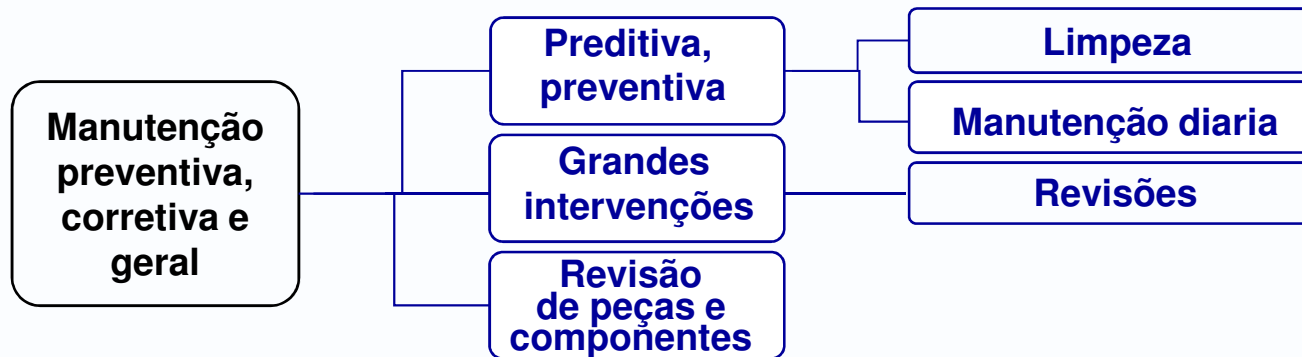 Manutenção
preventiva,
corretiva e
geral
Preditiva,
preventiva
Grandes
intervenções
Revisão
de peças e
componentes
Limpeza
Manutenção diaria
Revisões